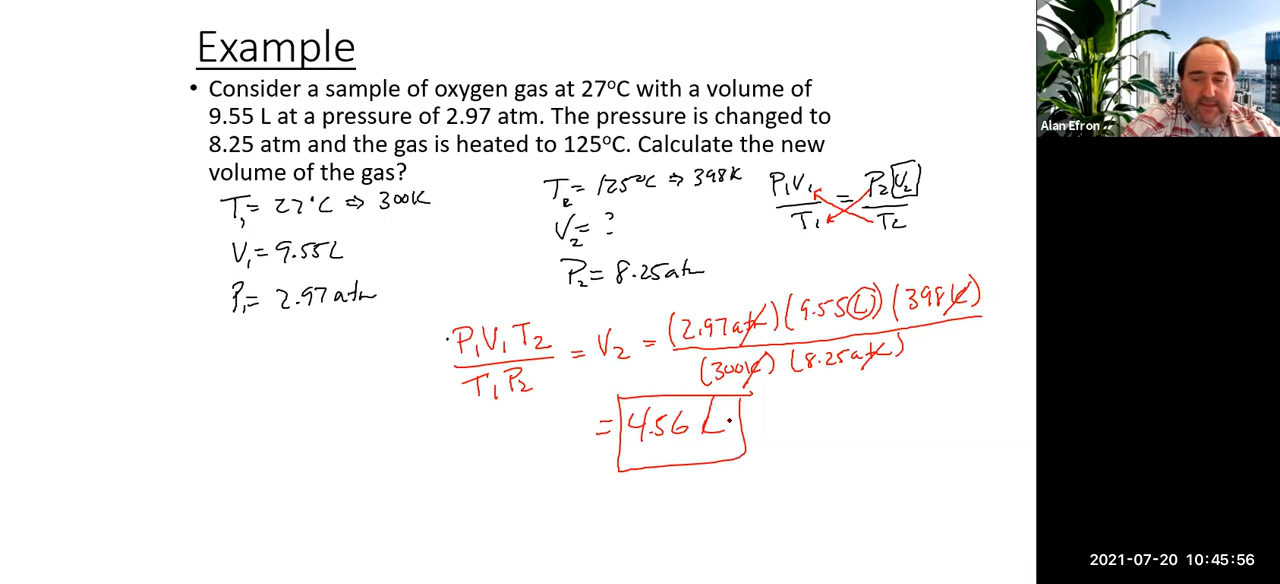 Example
• Consider a sample of oxygen gas at 27°C with a volume of
9.55 L at a pressure of 2.97 atm. The pressure is changed to
8.25 atm and the gas is heated to 125°C. Calculate the new
volume of the gas?
T₁ = 27°C ⇒ 300K
V₁ = 9.55L
P₁ = 2.97 atm
T₂ = 125°C ⇒ 398K
V₂ = ?
P₂ = 8.25 atm
P₁V₁/T₁ = P₂V₂/T₂
P₁V₁T₂/T₁P₂ = V₂ = (2.97 atm)(9.55 L)(398K)/(300K)(8.25 atm)
= 4.56 L
Alan Efron
2021-07-20 10:45:56